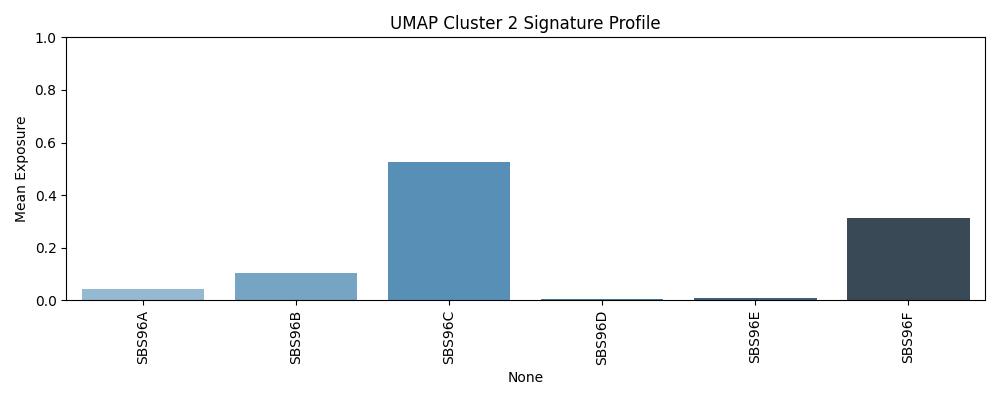 UMAP Cluster 2 Signature Profile
Mean Exposure
1.0
0.8
0.6
0.4
0.2
0.0
SBS96A
SBS96B
SBS96C
SBS96D
SBS96E
SBS96F
None